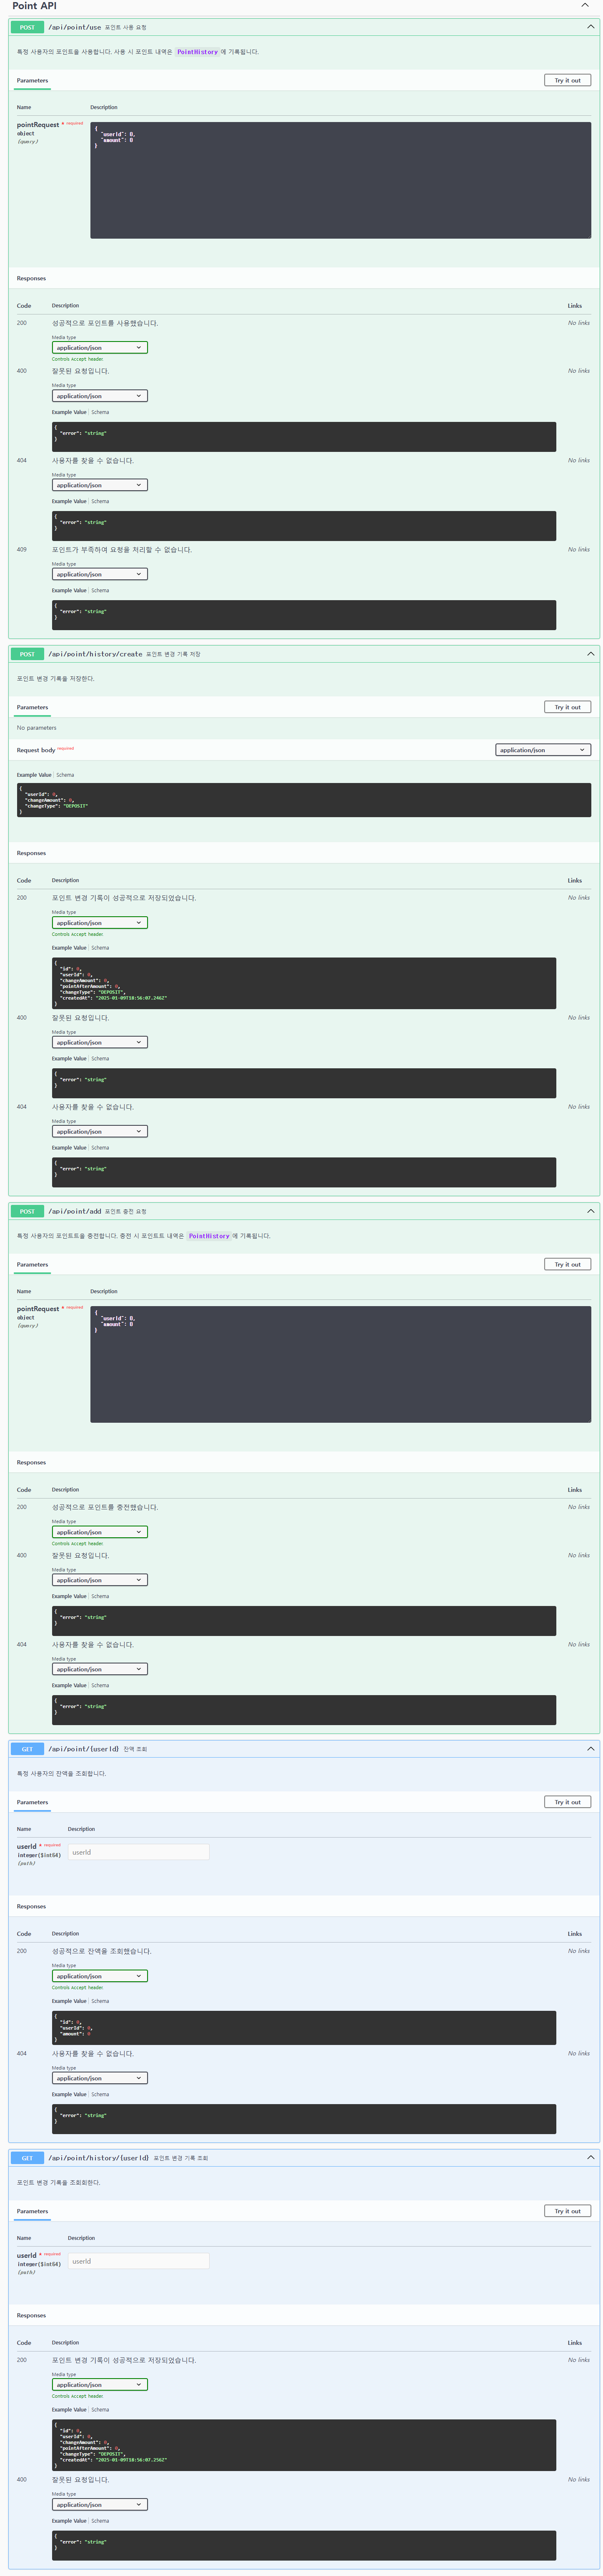 Point API
POST /api/point/use 포인트 사용 요청
특정 사용자의 포인트를 사용합니다. 사용 시 포인트 내역은 PointHistory에 기록됩니다.
Parameters Try it out
Name Description
pointRequest * required
object
(query)
{
"userId": 0,
"amount": 0
}
Responses
Code Description Links
200 성공적으로 포인트를 사용했습니다. No links
Media type
application/json
Controls Accept header.
400 잘못된 요청입니다. No links
Media type
application/json
Example Value Schema
{
"error": "string"
}
404 사용자를 찾을 수 없습니다. No links
Media type
application/json
Example Value Schema
{
"error": "string"
}
409 포인트가 부족하여 요청을 처리할 수 없습니다. No links
Media type
application/json
Example Value Schema
{
"error": "string"
}
POST /api/point/history/create 포인트 변경 기록 저장
포인트 변경 기록을 저장한다.
Parameters Try it out
No parameters
Request body required application/json
Example Value Schema
{
"userId": 0,
"changeAmount": 0,
"changeType": "DEPOSIT"
}
Responses
Code Description Links
200 포인트 변경 기록이 성공적으로 저장되었습니다. No links
Media type
application/json
Controls Accept header.
Example Value Schema
{
"id": 0,
"userId": 0,
"changeAmount": 0,
"pointAfterAmount": 0,
"changeType": "DEPOSIT",
"createdAt": "2025-01-09T10:56:07.246Z"
}
400 잘못된 요청입니다. No links
Media type
application/json
Example Value Schema
{
"error": "string"
}
404 사용자를 찾을 수 없습니다. No links
Media type
application/json
Example Value Schema
{
"error": "string"
}
POST /api/point/add 포인트 충전 요청
특정 사용자의 포인트트을 충전합니다. 충전 시 포인트트 내역은 PointHistory에 기록됩니다.
Parameters Try it out
Name Description
pointRequest * required
object
(query)
{
"userId": 0,
"amount": 0
}
Responses
Code Description Links
200 성공적으로 포인트를 충전했습니다. No links
Media type
application/json
Controls Accept header.
400 잘못된 요청입니다. No links
Media type
application/json
Example Value Schema
{
"error": "string"
}
404 사용자를 찾을 수 없습니다. No links
Media type
application/json
Example Value Schema
{
"error": "string"
}
GET /api/point/{userId} 잔액 조회
특정 사용자의 잔액을 조회합니다.
Parameters Try it out
Name Description
userId * required
integer($int64)
(path)
userId
Responses
Code Description Links
200 성공적으로 잔액을 조회했습니다. No links
Media type
application/json
Controls Accept header.
Example Value Schema
{
"id": 0,
"userId": 0,
"amount": 0
}
404 사용자를 찾을 수 없습니다. No links
Media type
application/json
Example Value Schema
{
"error": "string"
}
GET /api/point/history/{userId} 포인트 변경 기록 조회
포인트 변경 기록을 조회회한다.
Parameters Try it out
Name Description
userId * required
integer($int64)
(path)
userId
Responses
Code Description Links
200 포인트 변경 기록이 성공적으로 저장되었습니다. No links
Media type
application/json
Controls Accept header.
Example Value Schema
{
"id": 0,
"userId": 0,
"changeAmount": 0,
"pointAfterAmount": 0,
"changeType": "DEPOSIT",
"createdAt": "2025-01-09T10:56:07.256Z"
}
400 잘못된 요청입니다. No links
Media type
application/json
Example Value Schema
{
"error": "string"
}